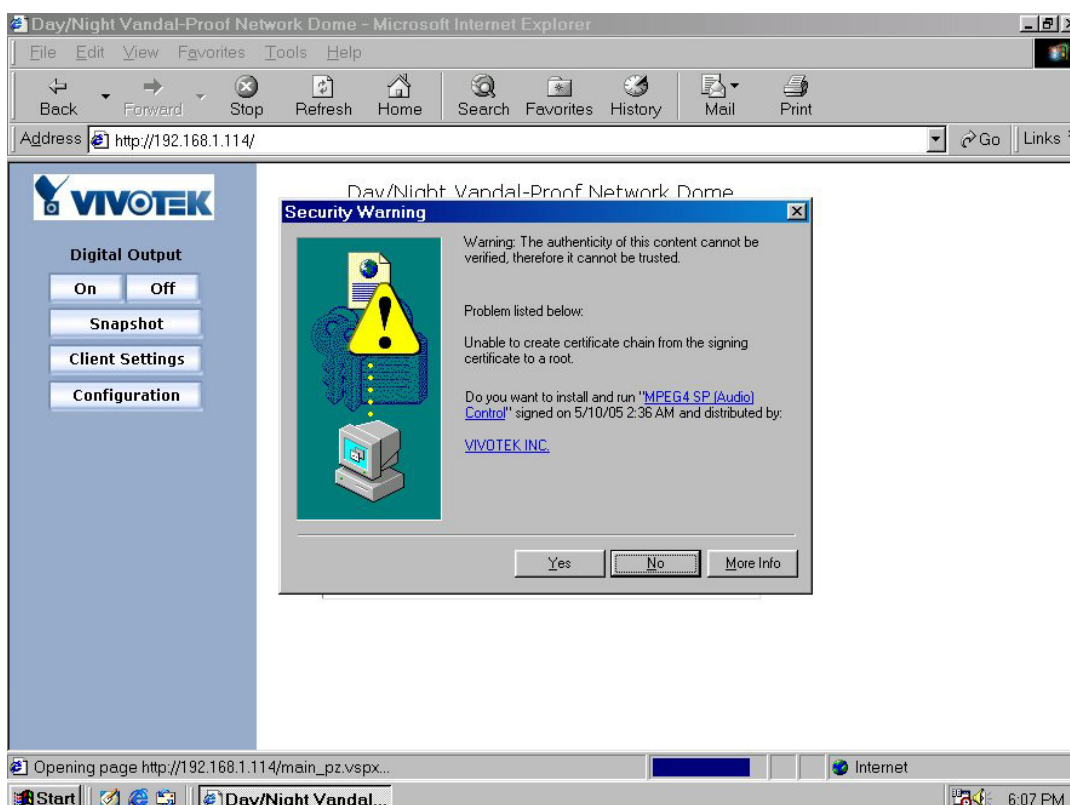 Day/Night Vandal-Proof Network Dome - Microsoft Internet Explorer
File Edit View Favorites Tools Help
Back Forward Stop Refresh Home Search Favorites History Mail Print
Address http://192.168.1.114/ Go Links
VIVOTEK
Day/Night Vandal-Proof Network Dome
Digital Output
On Off
Snapshot
Client Settings
Configuration
Security Warning
Warning: The authenticity of this content cannot be
verified, therefore it cannot be trusted.
Problem listed below:
Unable to create certificate chain from the signing
certificate to a root.
Do you want to install and run "MPEG4 SP (Audio)
Control" signed on 5/10/05 2:36 AM and distributed by:
VIVOTEK INC.
Yes No More Info
Opening page http://192.168.1.114/main_pz.vspx... Internet
Start Day/Night Vandal... 6:07 PM